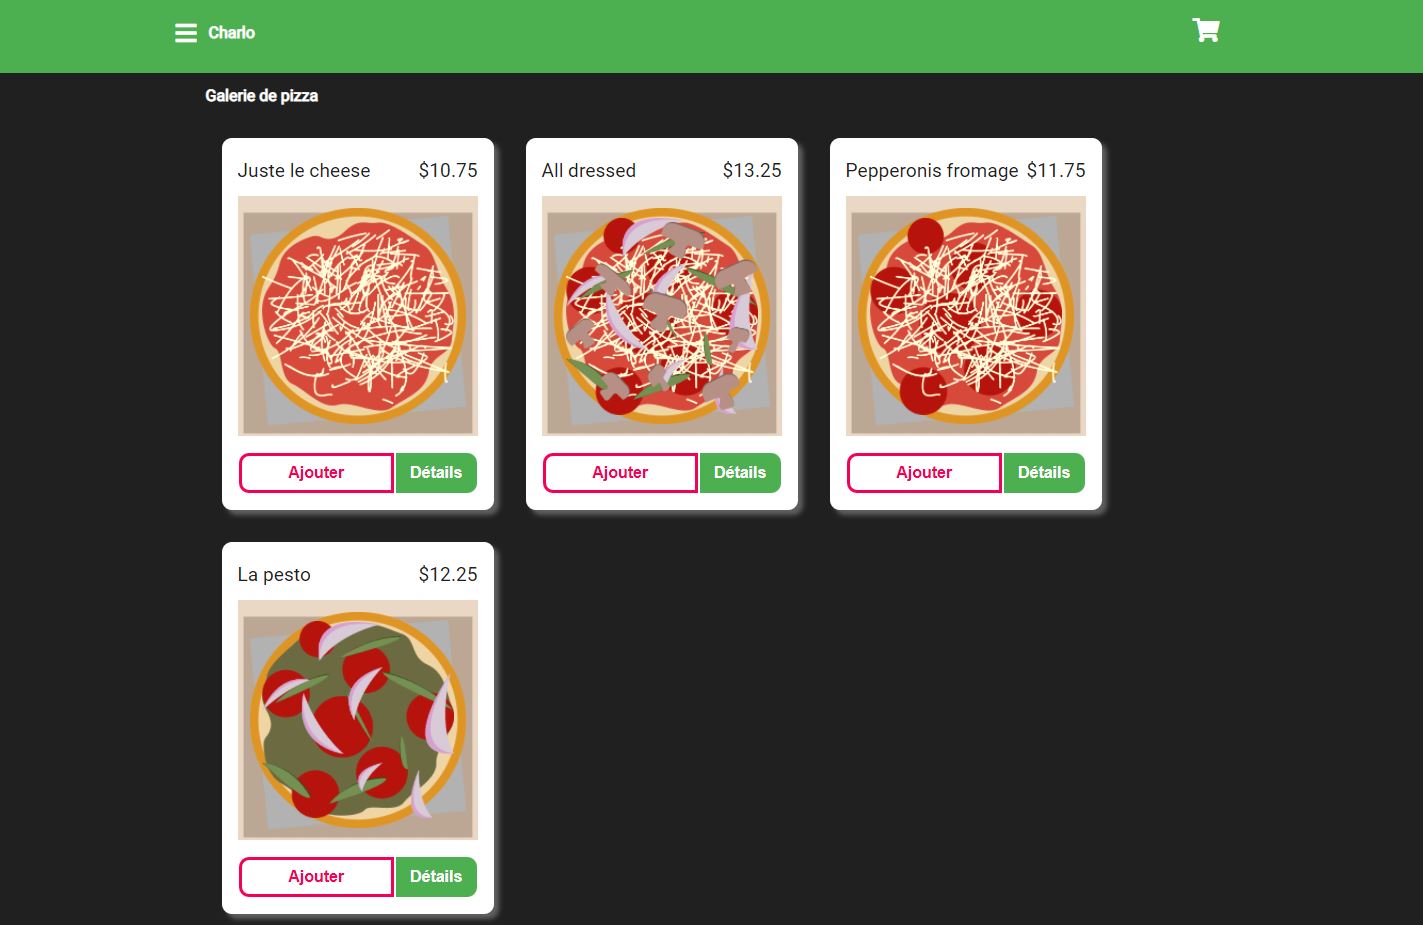 Charlo
Galerie de pizza
Juste le cheese $10.75
Ajouter Détails
All dressed $13.25
Ajouter Détails
Pepperonis fromage $11.75
Ajouter Détails
La pesto $12.25
Ajouter Détails